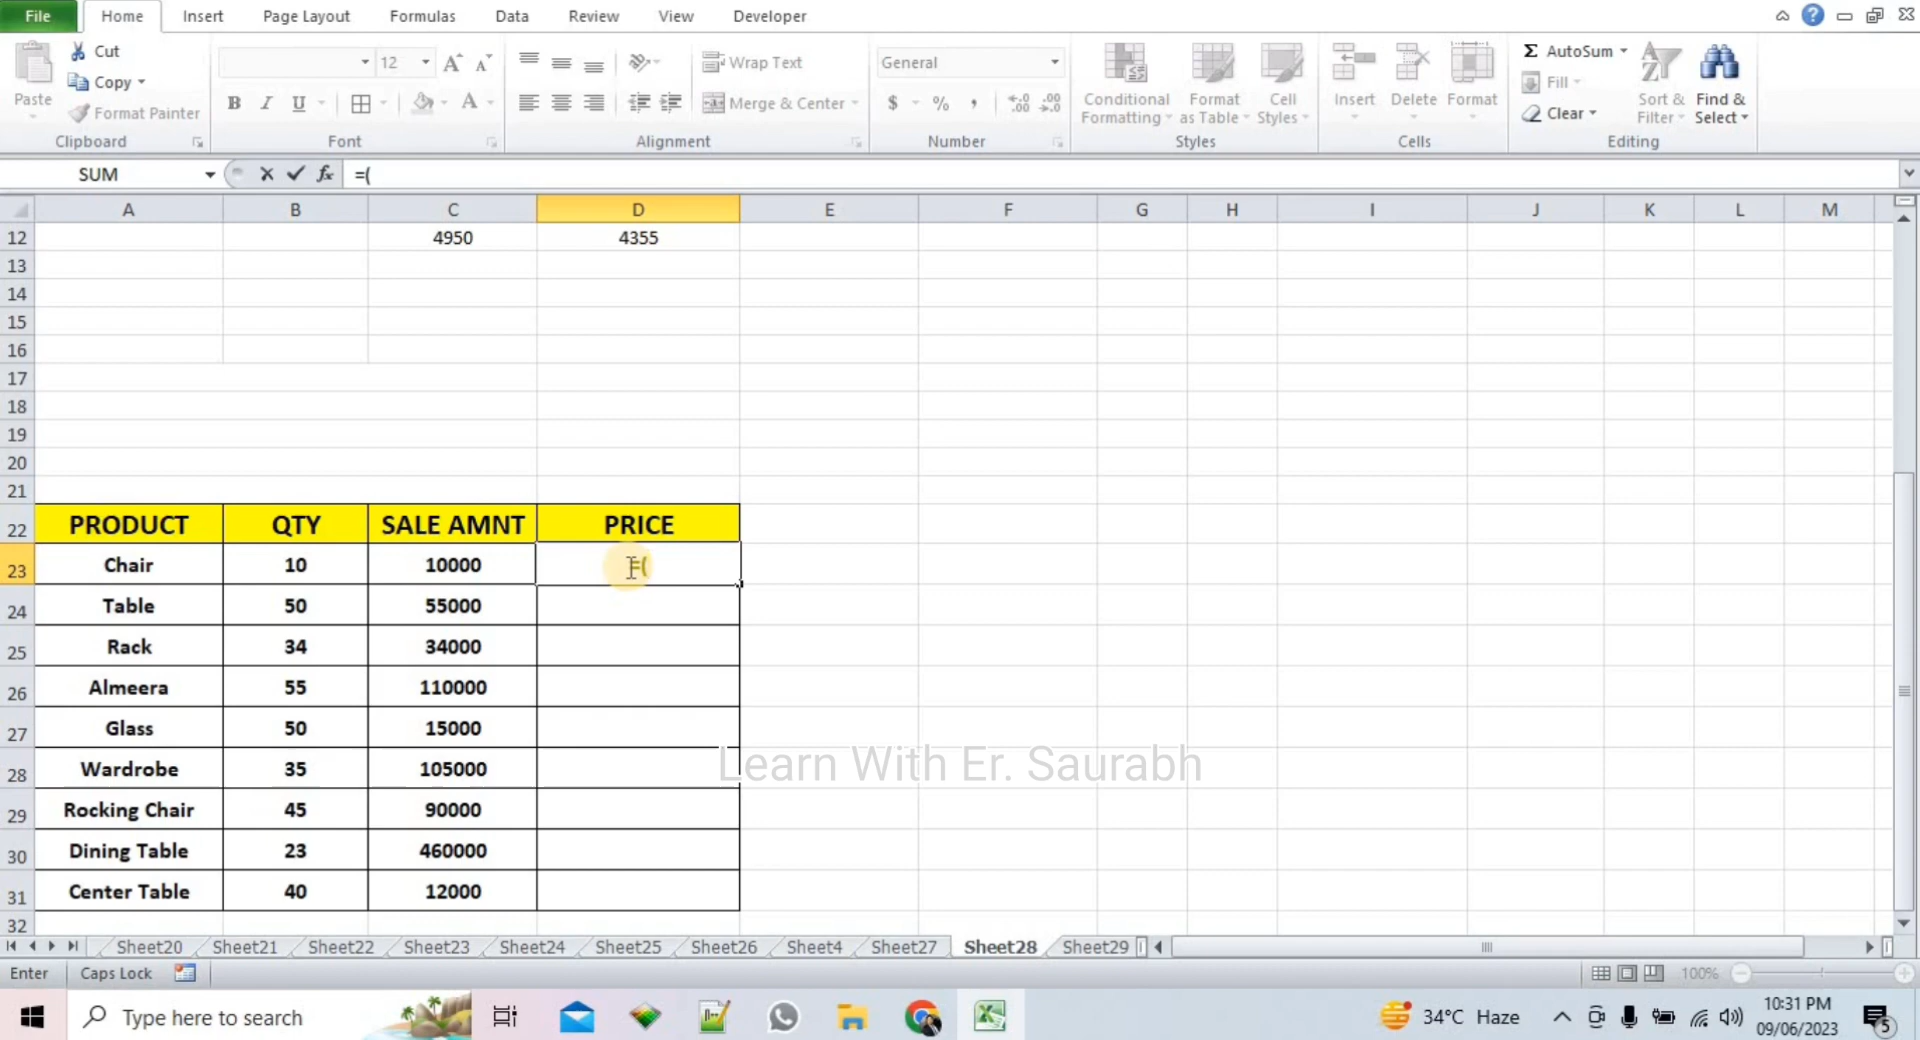 File Home Insert Page Layout Formulas Data Review View Developer
Paste
Cut
Copy
Format Painter
Clipboard
12
A A
B I U A
Font
Wrap Text
Merge & Center
Alignment
General
$ % , .00 .00
Number
Conditional Formatting
Format as Table
Cell Styles
Styles
Insert Delete Format
Cells
Σ AutoSum
Fill
Clear
Sort & Filter
Find & Select
Editing
SUM fx =(
A B C D E F G H I J K L M
12 4950 4355
13
14
15
16
17
18
19
20
21
22 PRODUCT QTY SALE AMNT PRICE
23 Chair 10 10000 =(
24 Table 50 55000
25 Rack 34 34000
26 Almeera 55 110000
27 Glass 50 15000
28 Wardrobe 35 105000
Learn With Er. Saurabh
29 Rocking Chair 45 90000
30 Dining Table 23 460000
31 Center Table 40 12000
32
Sheet20 Sheet21 Sheet22 Sheet23 Sheet24 Sheet25 Sheet26 Sheet4 Sheet27 Sheet28 Sheet29
Enter Caps Lock 100%
Type here to search 34°C Haze 10:31 PM
09/06/2023 5